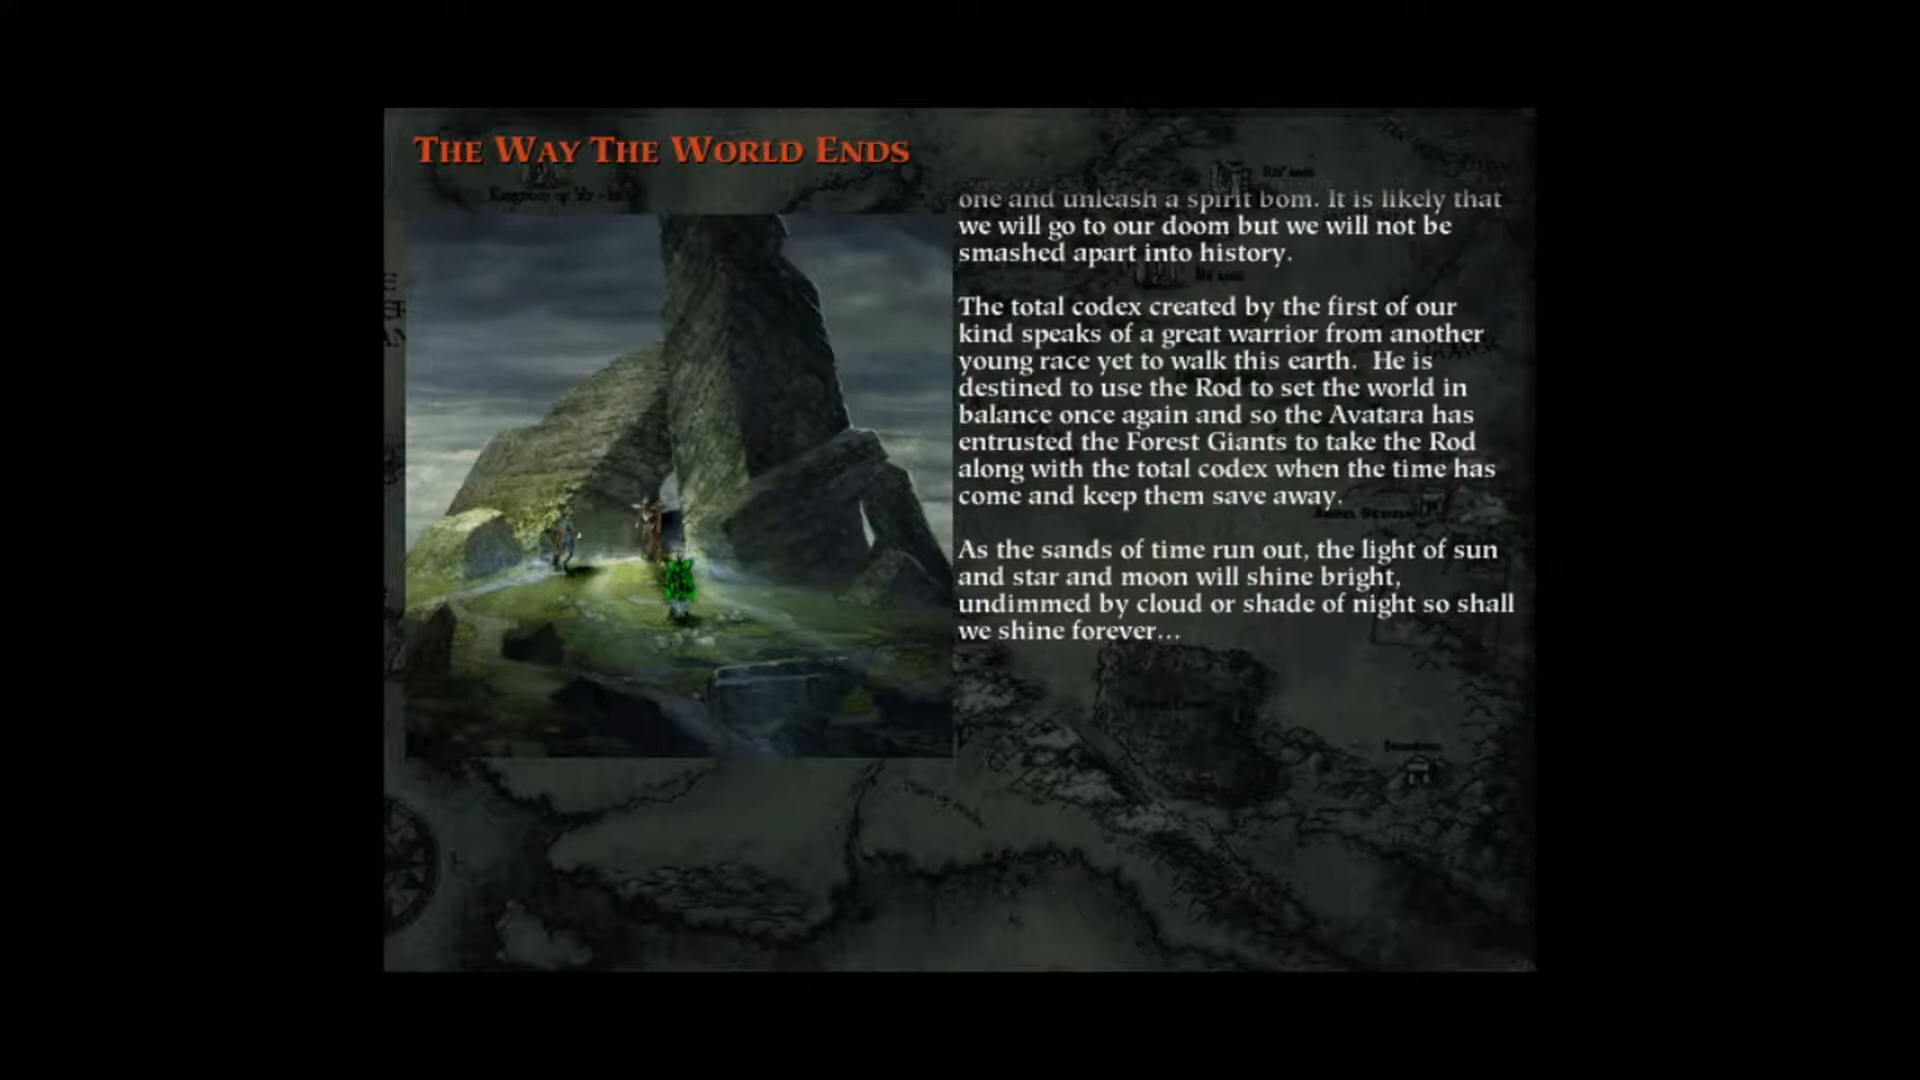 The Way The World Ends
one and unleash a spirit bom. It is likely that
we will go to our doom but we will not be
smashed apart into history.
The total codex created by the first of our
kind speaks of a great warrior from another
young race yet to walk this earth.  He is
destined to use the Rod to set the world in
balance once again and so the Avatara has
entrusted the Forest Giants to take the Rod
along with the total codex when the time has
come and keep them save away.
As the sands of time run out, the light of sun
and star and moon will shine bright,
undimmed by cloud or shade of night so shall
we shine forever...